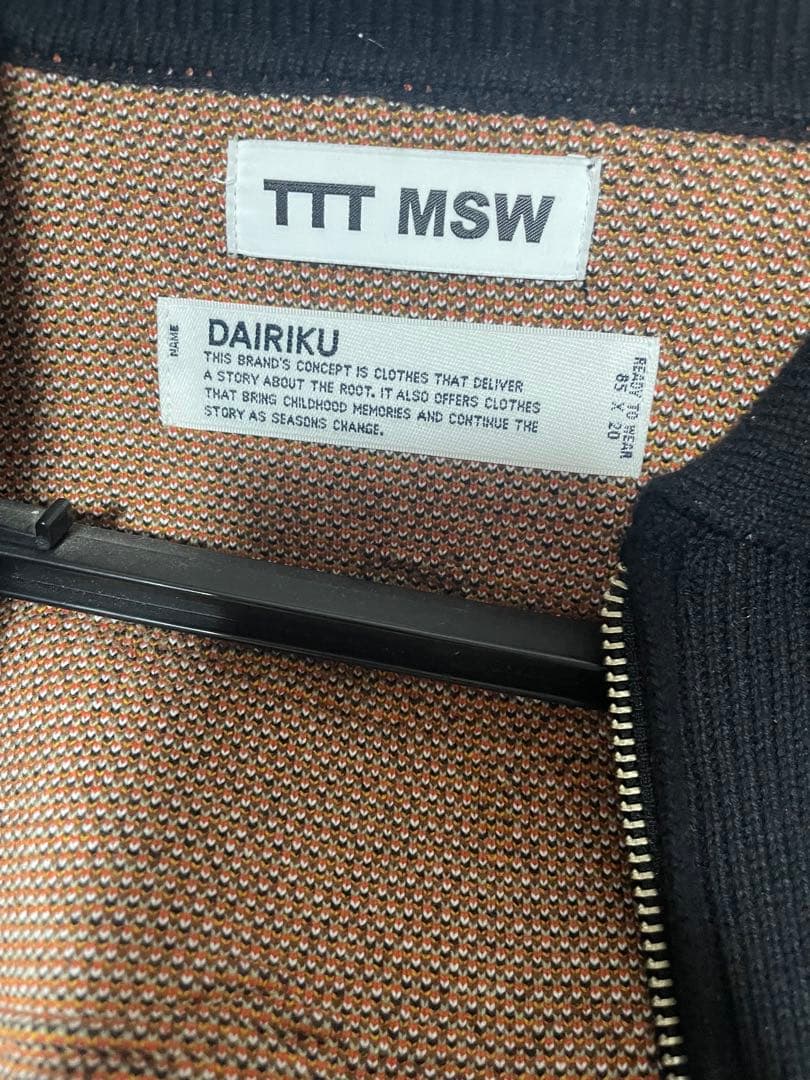 TTT MSW
NAME
DAIRIKU
THIS BRAND'S CONCEPT IS CLOTHES THAT DELIVER
A STORY ABOUT THE ROOT. IT ALSO OFFERS CLOTHES
THAT BRING CHILDHOOD MEMORIES AND CONTINUE THE
STORY AS SEASONS CHANGE.
READY TO WEAR
85 X 20